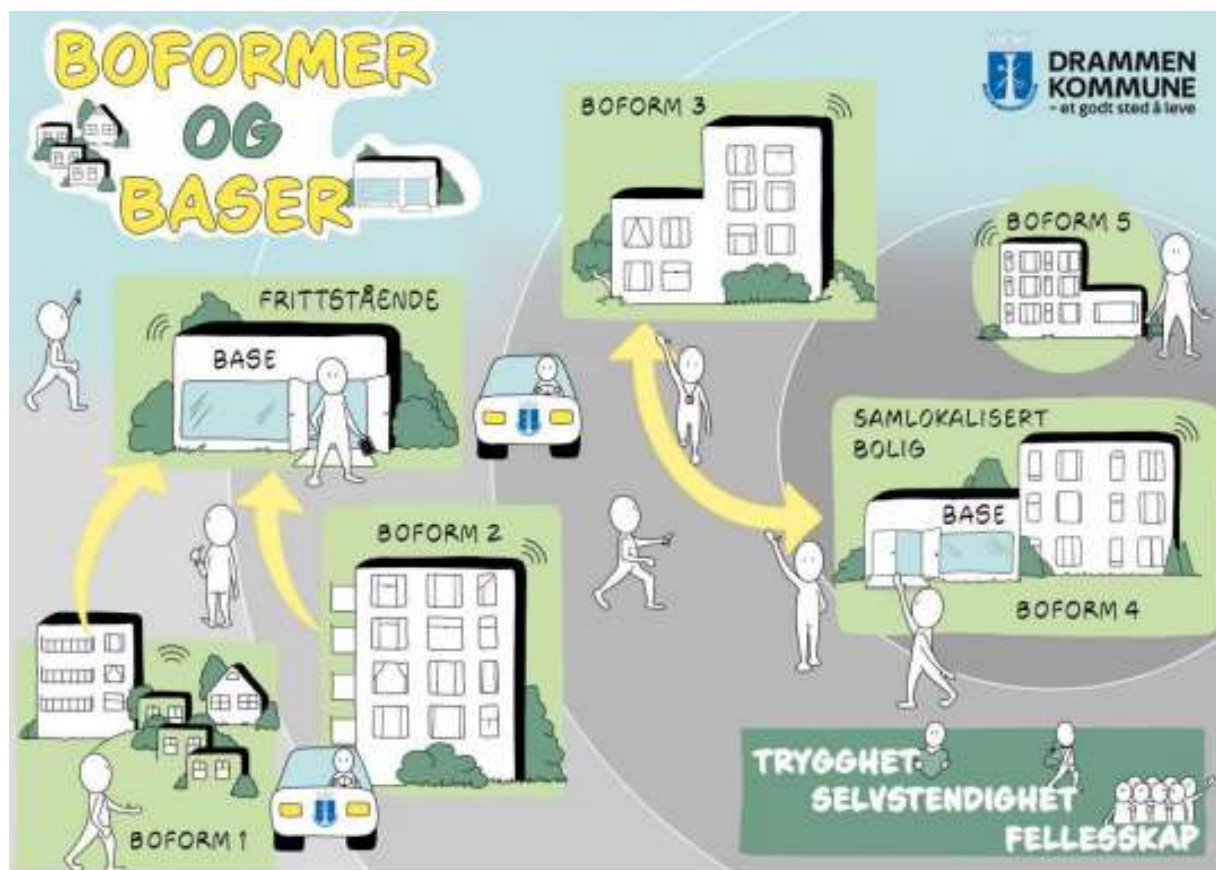 BOFORMER
OG
BASER
DRAMMEN
KOMMUNE
- et godt sted å leve
BOFORM 3
BOFORM 5
FRITTSTÅENDE
BASE
SAMLOKALISERT
BOLIG
BASE
BOFORM 4
BOFORM 2
BOFORM 1
TRYGGHET
SELVSTENDIGHET
FELLESSKAP